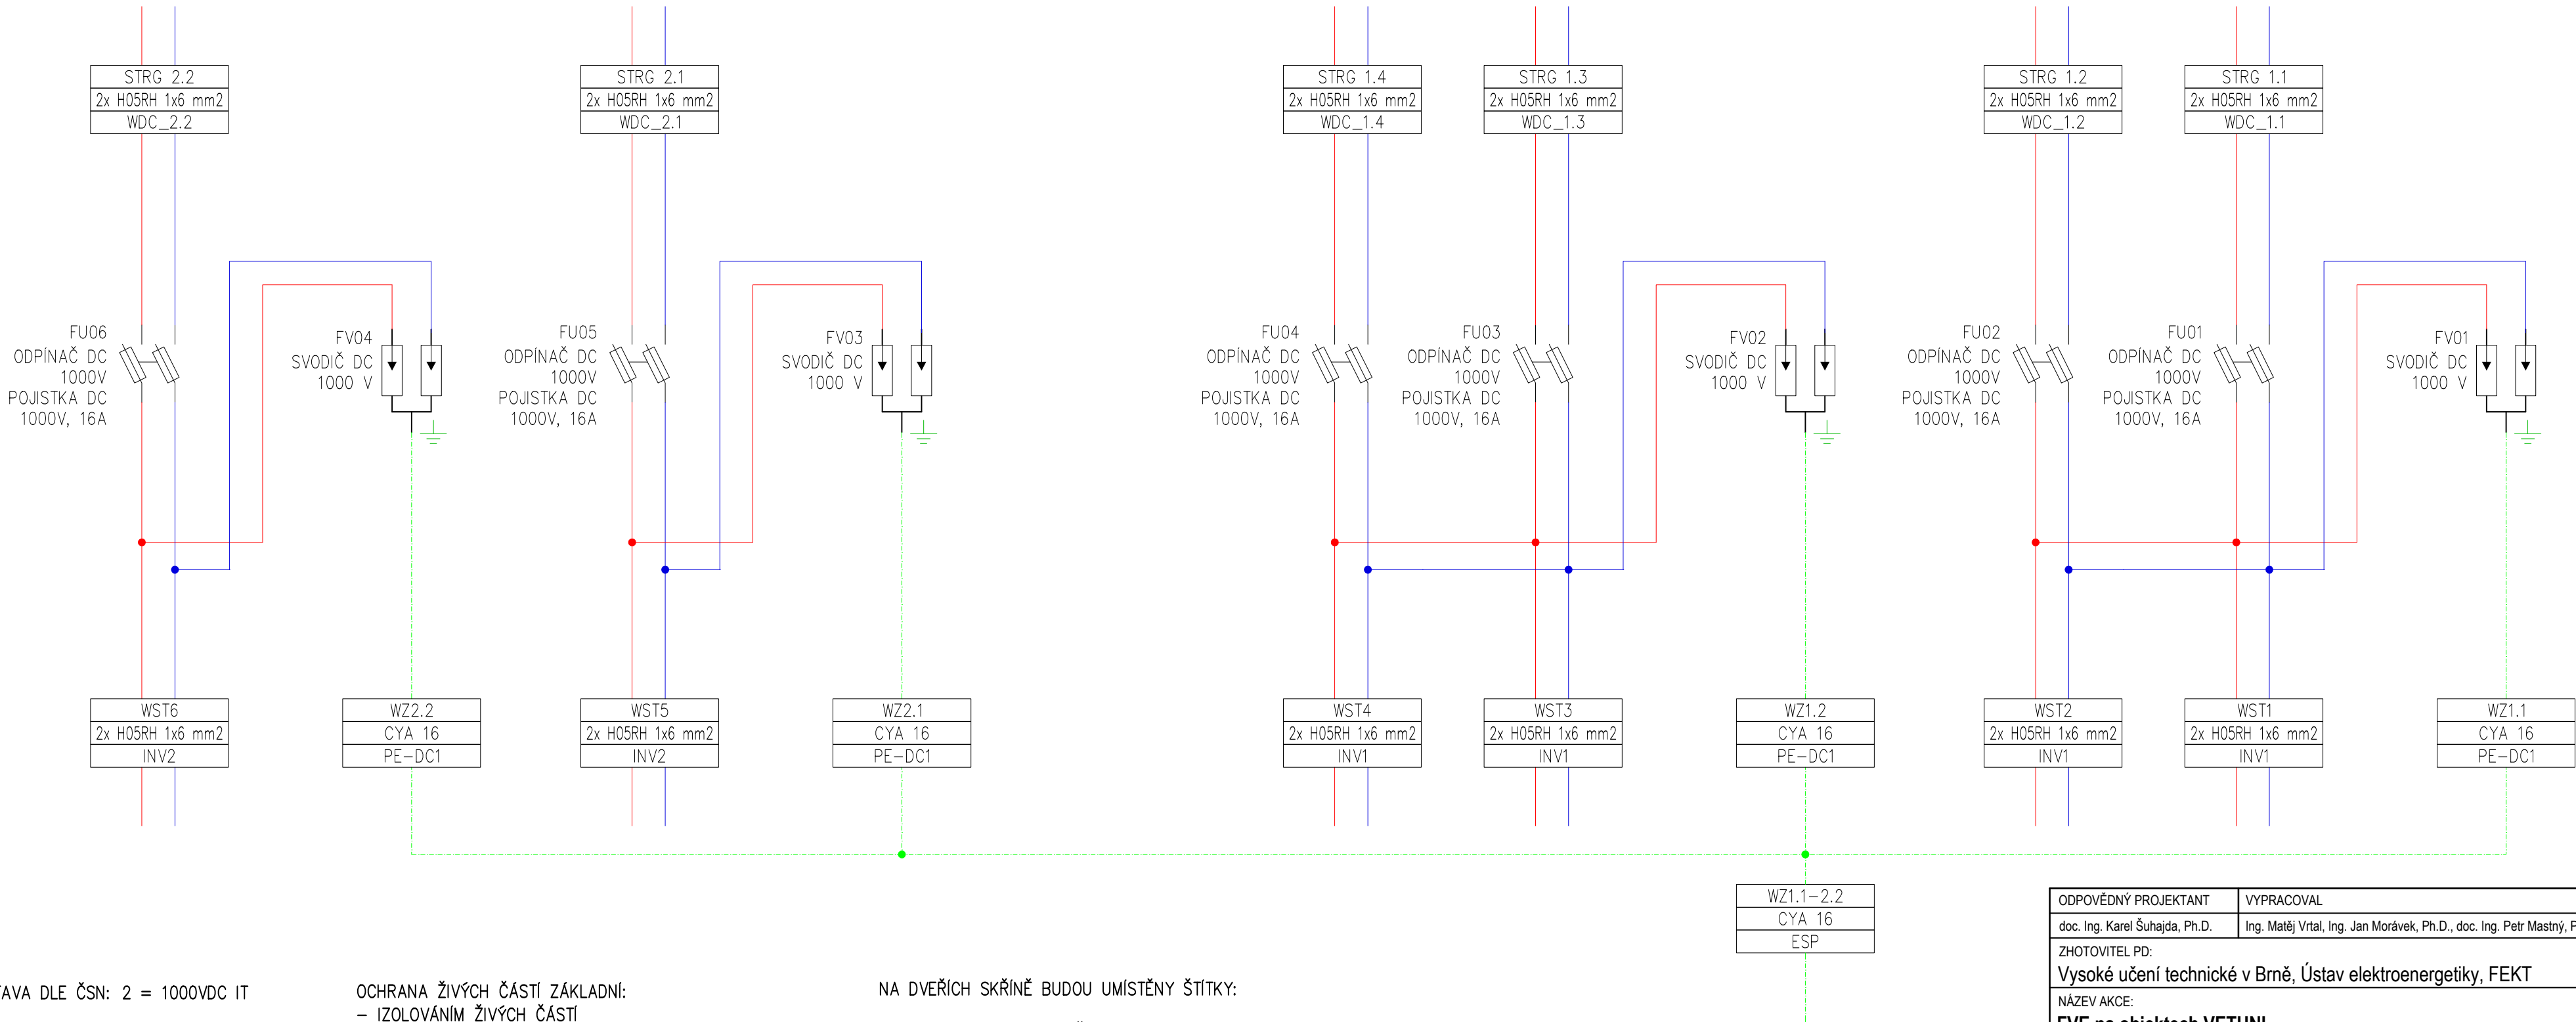 STRG 2.2
2x H05RH 1x6 mm2
WDC_2.2
STRG 2.1
2x H05RH 1x6 mm2
WDC_2.1
STRG 1.4
2x H05RH 1x6 mm2
WDC_1.4
STRG 1.3
2x H05RH 1x6 mm2
WDC_1.3
STRG 1.2
2x H05RH 1x6 mm2
WDC_1.2
STRG 1.1
2x H05RH 1x6 mm2
WDC_1.1
FU06
ODPÍNAČ DC
1000V
POJISTKA DC
1000V, 16A
FV04
SVODIČ DC
1000 V
FU05
ODPÍNAČ DC
1000V
POJISTKA DC
1000V, 16A
FV03
SVODIČ DC
1000 V
FU04
ODPÍNAČ DC
1000V
POJISTKA DC
1000V, 16A
FU03
ODPÍNAČ DC
1000V
POJISTKA DC
1000V, 16A
FV02
SVODIČ DC
1000 V
FU02
ODPÍNAČ DC
1000V
POJISTKA DC
1000V, 16A
FU01
ODPÍNAČ DC
1000V
POJISTKA DC
1000V, 16A
FV01
SVODIČ DC
1000 V
WST6
2x H05RH 1x6 mm2
INV2
WZ2.2
CYA 16
PE-DC1
WST5
2x H05RH 1x6 mm2
INV2
WZ2.1
CYA 16
PE-DC1
WST4
2x H05RH 1x6 mm2
INV1
WST3
2x H05RH 1x6 mm2
INV1
WZ1.2
CYA 16
PE-DC1
WST2
2x H05RH 1x6 mm2
INV1
WST1
2x H05RH 1x6 mm2
INV1
WZ1.1
CYA 16
PE-DC1
WZ1.1-2.2
CYA 16
ESP
DLE ČSN: 2 = 1000VDC IT
OCHRANA ŽIVÝCH ČÁSTÍ ZÁKLADNÍ:
- IZOLOVÁNÍM ŽIVÝCH ČÁSTÍ
NA DVEŘÍCH SKŘÍNĚ BUDOU UMÍSTĚNY ŠTÍTKY:
ODPOVĚDNÝ PROJEKTANT
VYPRACOVAL
doc. Ing. Karel Šuhajda, Ph.D.
Ing. Matěj Vrtal, Ing. Jan Morávek, Ph.D., doc. Ing. Petr Mastný,
ZHOTOVITEL PD:
Vysoké učení technické v Brně, Ústav elektroenergetiky, FEKT
NÁZEV AKCE:
FVE na objektech VETUNI